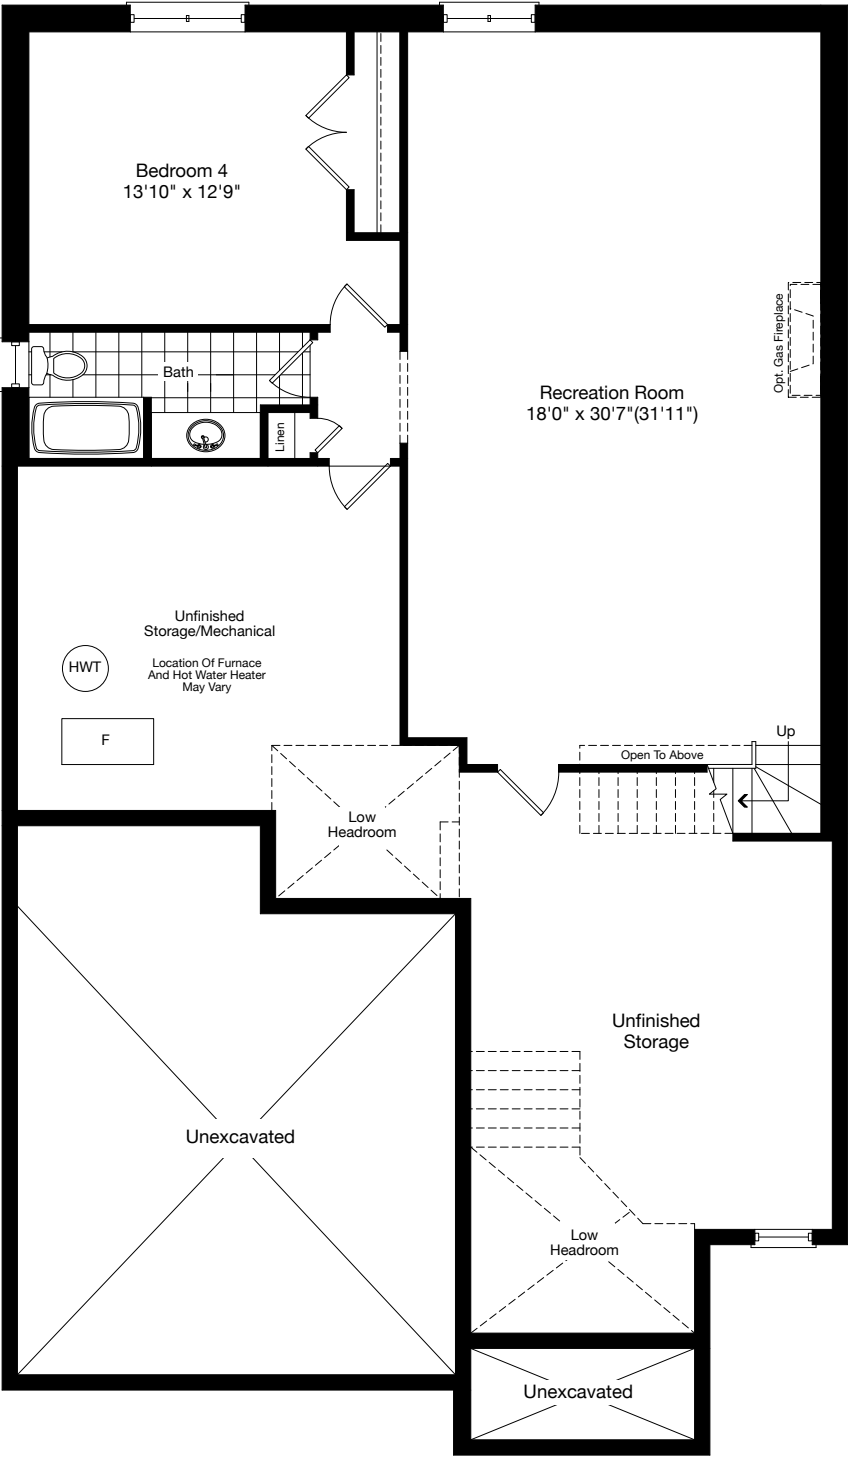 Bedroom 4
13'10" x 12'9"
Opt. Gas Fireplace
Bath
Recreation Room
18'0" x 30'7"(31'11")
Linen
Unfinished
Storage/Mechanical
HWT
Location Of Furnace
And Hot Water Heater
May Vary
F
Up
Open To Above
Low
Headroom
Unfinished
Storage
Unexcavated
Low
Headroom
Unexcavated